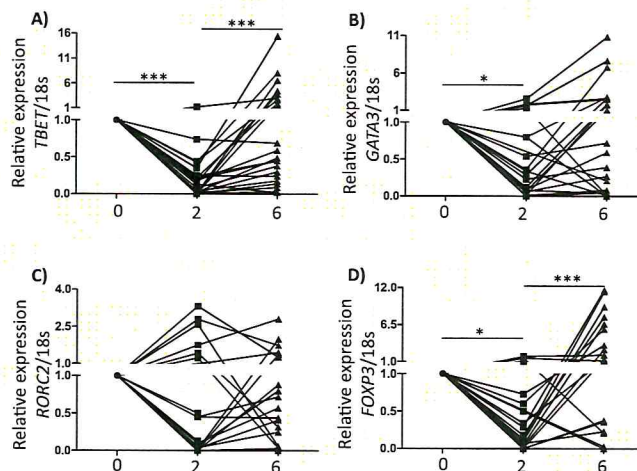 A)
***
***
Relative expression
TBET/18s
16
11
6
1
1.0
0.5
0.0
0 2 6
B)
*
Relative expression
GATA3/18s
11
6
1
1.0
0.5
0.0
0 2 6
C)
Relative expression
RORC2/18s
4.0
2.5
1.0
1.0
0.5
0.0
0 2 6
D)
***
*
Relative expression
FOXP3/18s
12.0
6.5
1.0
1.0
0.5
0.0
0 2 6